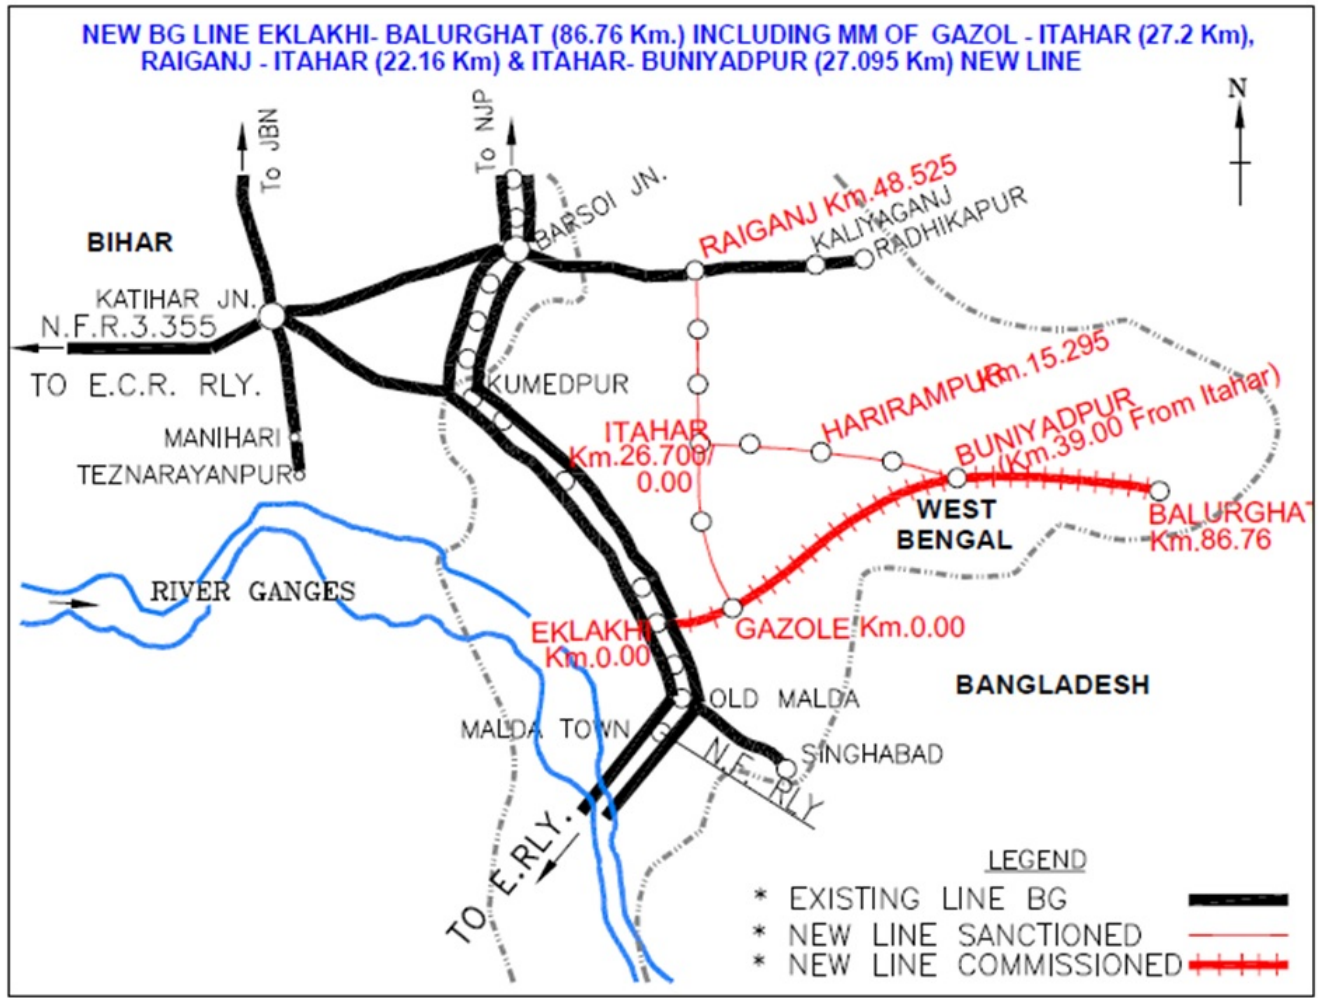 NEW BG LINE EKLAKHI- BALURGHAT (86.76 Km.) INCLUDING MM OF GAZOL - ITAHAR (27.2 Km),
RAIGANJ - ITAHAR (22.16 Km) & ITAHAR- BUNIYADPUR (27.095 Km) NEW LINE
N
To JBN
To NJP
BARSOI JN.
RAIGANJ Km.48.525
KALIYAGANJ
RADHIKAPUR
BIHAR
KATIHAR JN.
N.F.R.3.355
TO E.C.R. RLY.
KUMEDPUR
MANIHARI
TEZNARAYANPUR
ITAHAR
Km.26.700/
0.00
HARIRAMPUR Km.15.295
BUNIYADPUR
(Km.39.00 From Itahar)
WEST
BENGAL
BALURGHAT
Km.86.76
RIVER GANGES
EKLAKHI
Km.0.00
GAZOLE Km.0.00
BANGLADESH
OLD MALDA
MALDA TOWN
SINGHABAD
N.F. RLY
TO E.RLY.
LEGEND
* EXISTING LINE BG
* NEW LINE SANCTIONED
* NEW LINE COMMISSIONED